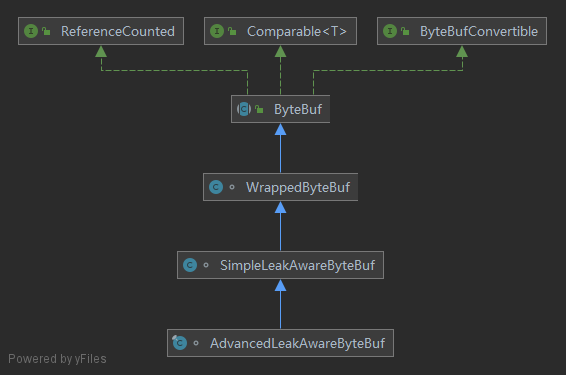 ReferenceCounted
Comparable<T>
ByteBufConvertible
ByteBuf
WrappedByteBuf
SimpleLeakAwareByteBuf
AdvancedLeakAwareByteBuf
Powered by yFiles